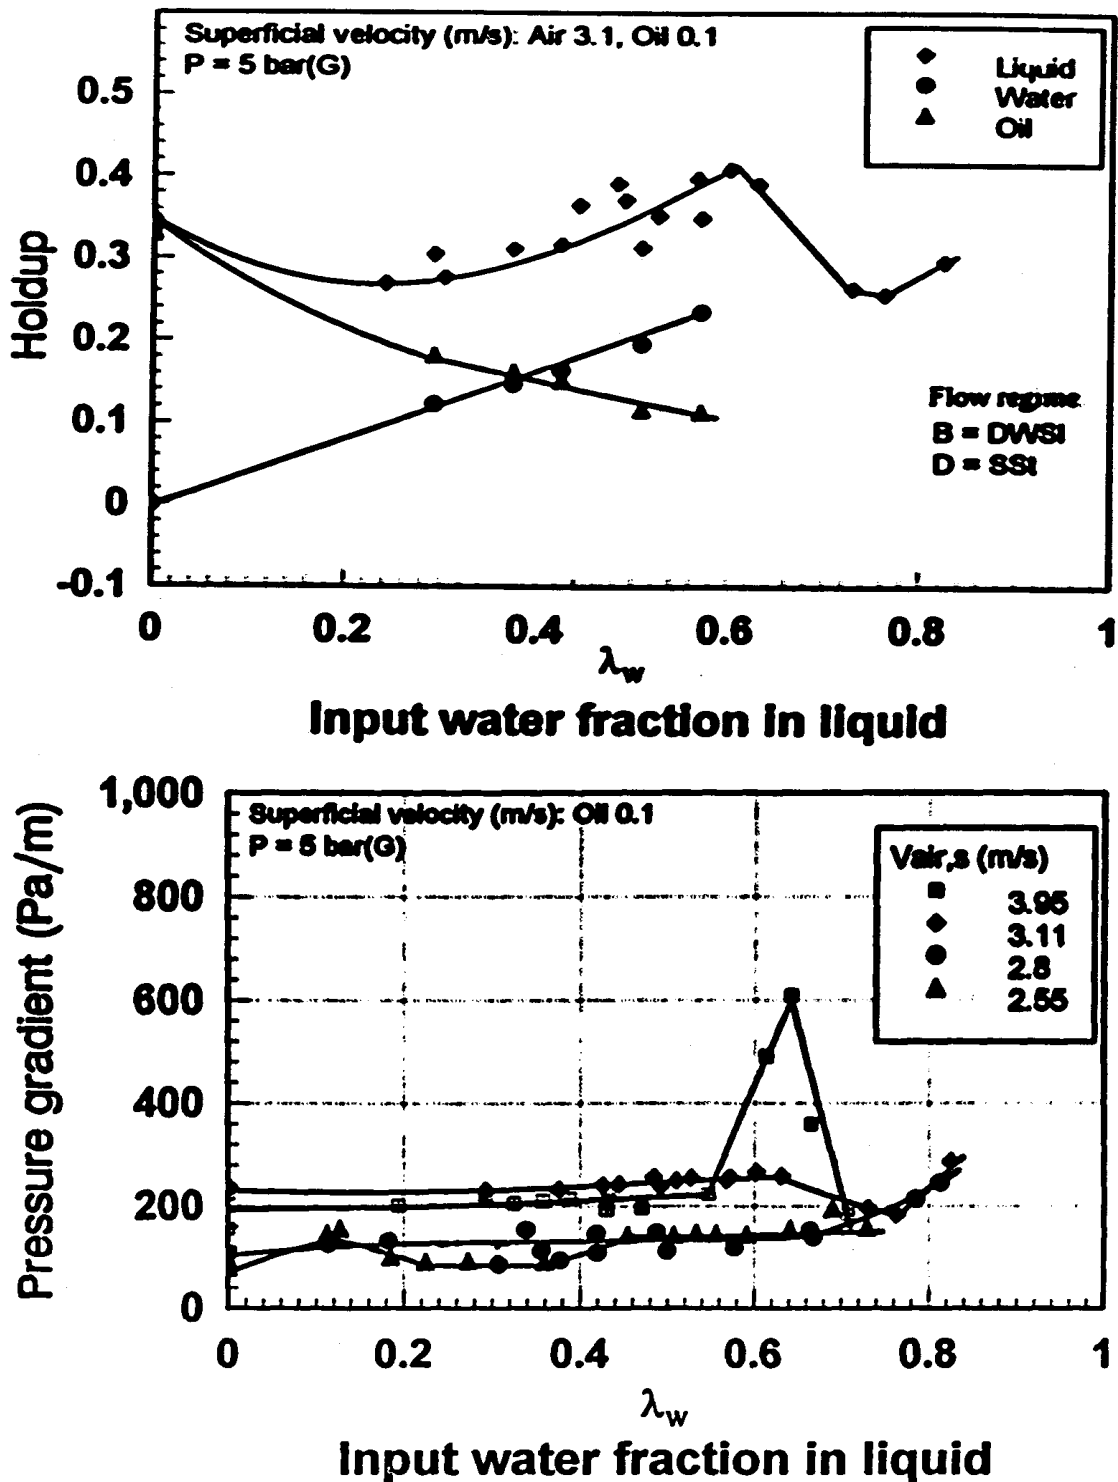 Superficial velocity (m/s): Air 3.1, Oil 0.1
P = 5 bar(G)
Liquid
Water
Oil
0.5
0.4
0.3
0.2
0.1
0
-0.1
Holdup
Flow regime
B = DWSl
D = SSl
0 0.2 0.4 0.6 0.8 1
λw
Input water fraction in liquid
Superficial velocity (m/s): Oil 0.1
P = 5 bar(G)
Vair,s (m/s)
3.95
3.11
2.8
2.55
1,000
800
600
400
200
0
Pressure gradient (Pa/m)
0 0.2 0.4 0.6 0.8 1
λw
Input water fraction in liquid